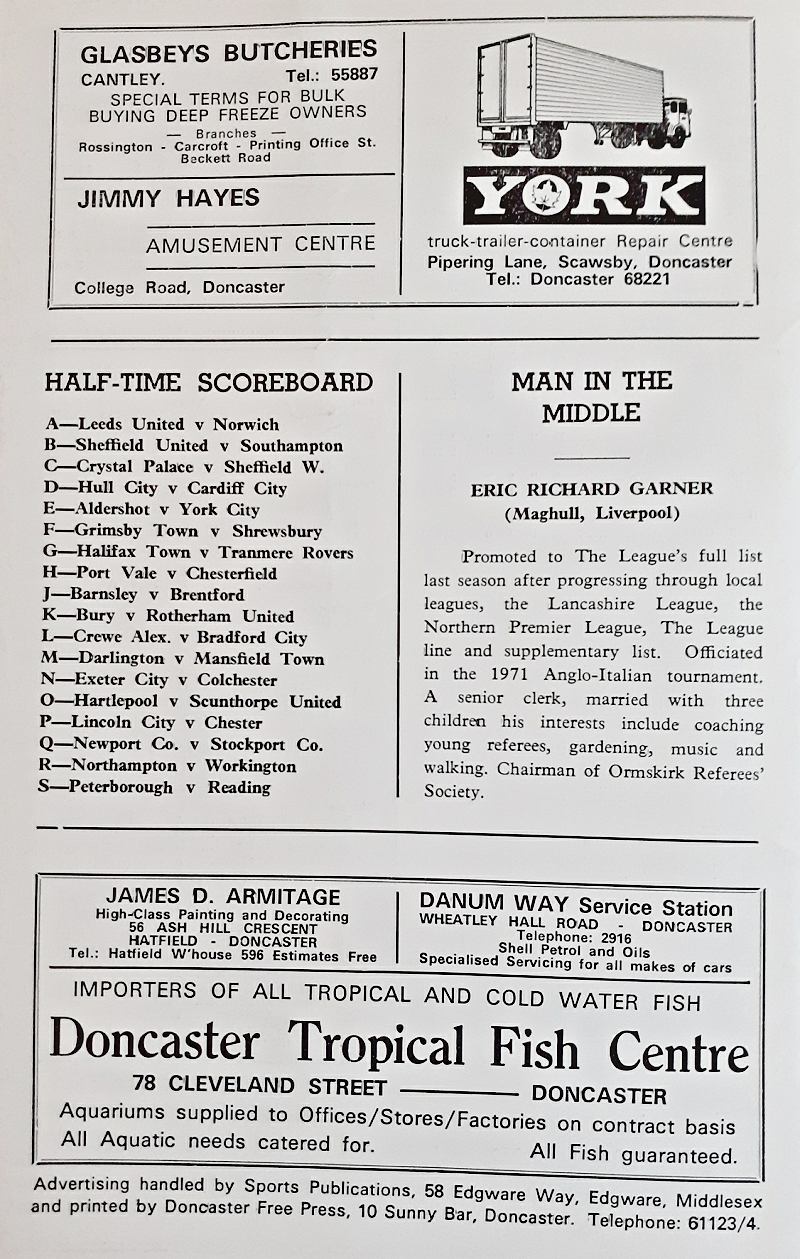 GLASBEY'S BUTCHERIES
CANTLEY. Tel.: 55887
SPECIAL TERMS FOR BULK
BUYING DEEP FREEZE OWNERS
— Branches —
Rossington - Carcroft - Printing Office St.
Beckett Road
JIMMY HAYES
AMUSEMENT CENTRE
College Road, Doncaster
YORK
truck-trailer-container Repair Centre
Pipering Lane, Scawsby, Doncaster
Tel.: Doncaster 68221
HALF-TIME SCOREBOARD
A—Leeds United v Norwich
B—Sheffield United v Southampton
C—Crystal Palace v Sheffield W.
D—Hull City v Cardiff City
E—Aldershot v York City
F—Grimsby Town v Shrewsbury
G—Halifax Town v Tranmere Rovers
H—Port Vale v Chesterfield
J—Barnsley v Brentford
K—Bury v Rotherham United
L—Crewe Alex. v Bradford City
M—Darlington v Mansfield Town
N—Exeter City v Colchester
O—Hartlepool v Scunthorpe United
P—Lincoln City v Chester
Q—Newport Co. v Stockport Co.
R—Northampton v Workington
S—Peterborough v Reading
MAN IN THE
MIDDLE
ERIC RICHARD GARNER
(Maghull, Liverpool)
Promoted to The League's full list
last season after progressing through local
leagues, the Lancashire League, the
Northern Premier League, The League
line and supplementary list. Officiated
in the 1971 Anglo-Italian tournament.
A senior clerk, married with three
children his interests include coaching
young referees, gardening, music and
walking. Chairman of Ormskirk Referees'
Society.
JAMES D. ARMITAGE
High-Class Painting and Decorating
56 ASH HILL CRESCENT
HATFIELD - DONCASTER
Tel.: Hatfield W'house 596 Estimates Free
DANUM WAY Service Station
WHEATLEY HALL ROAD - DONCASTER
Telephone: 2916
Shell Petrol and Oils
Specialised Servicing for all makes of cars
IMPORTERS OF ALL TROPICAL AND COLD WATER FISH
Doncaster Tropical Fish Centre
78 CLEVELAND STREET ——— DONCASTER
Aquariums supplied to Offices/Stores/Factories on contract basis
All Aquatic needs catered for. All Fish guaranteed.
Advertising handled by Sports Publications, 58 Edgware Way, Edgware, Middlesex
and printed by Doncaster Free Press, 10 Sunny Bar, Doncaster. Telephone: 61123/4.